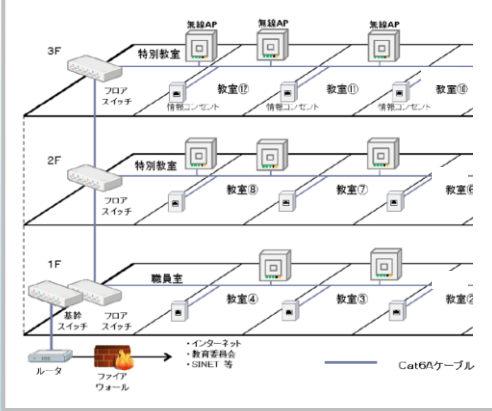 無線AP 無線AP 無線AP
3F
特別教室
フロア
スイッチ
教室⑫ 教室⑪ 教室⑩
情報コンセント 情報コンセント 情報コンセント
2F
特別教室
フロア
スイッチ
教室⑧ 教室⑦ 教室⑥
1F
職員室
教室④ 教室③ 教室②
基幹
スイッチ
フロア
スイッチ
ルータ
ファイア
ウォール
・インターネット
・教育委員会
・SINET 等
Cat6Aケーブル